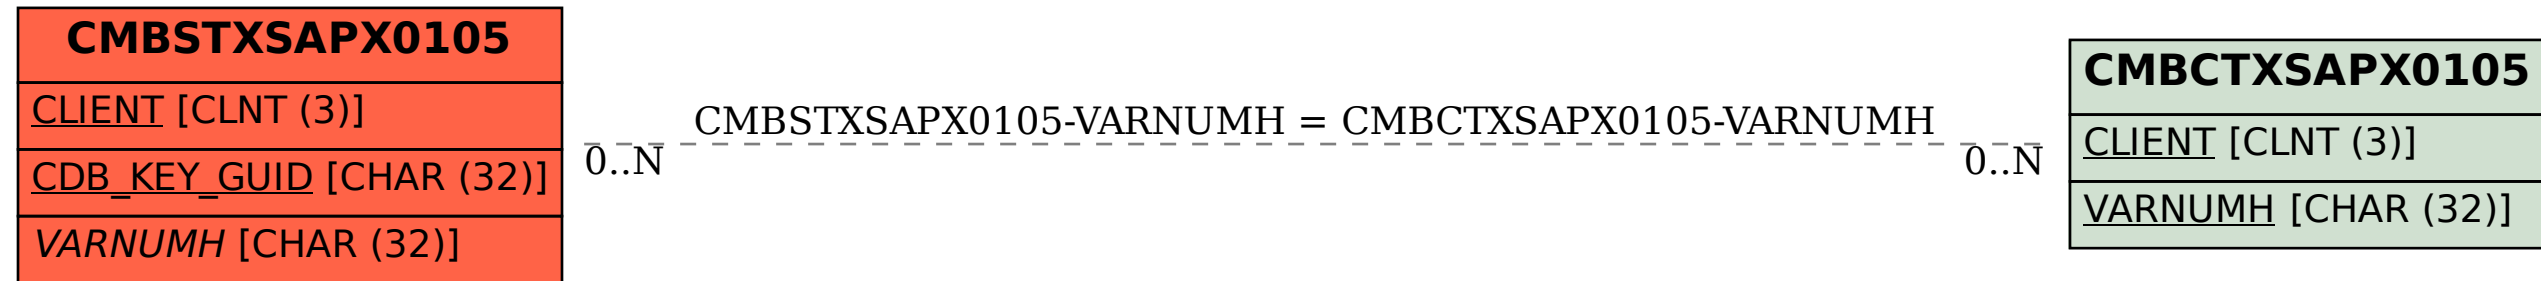 CMBSTXSAPX0105
CLIENT [CLNT (3)]
CDB_KEY_GUID [CHAR (32)]
VARNUMH [CHAR (32)]
CMBSTXSAPX0105-VARNUMH = CMBCTXSAPX0105-VARNUMH
0..N
0..N
CMBCTXSAPX0105
CLIENT [CLNT (3)]
VARNUMH [CHAR (32)]